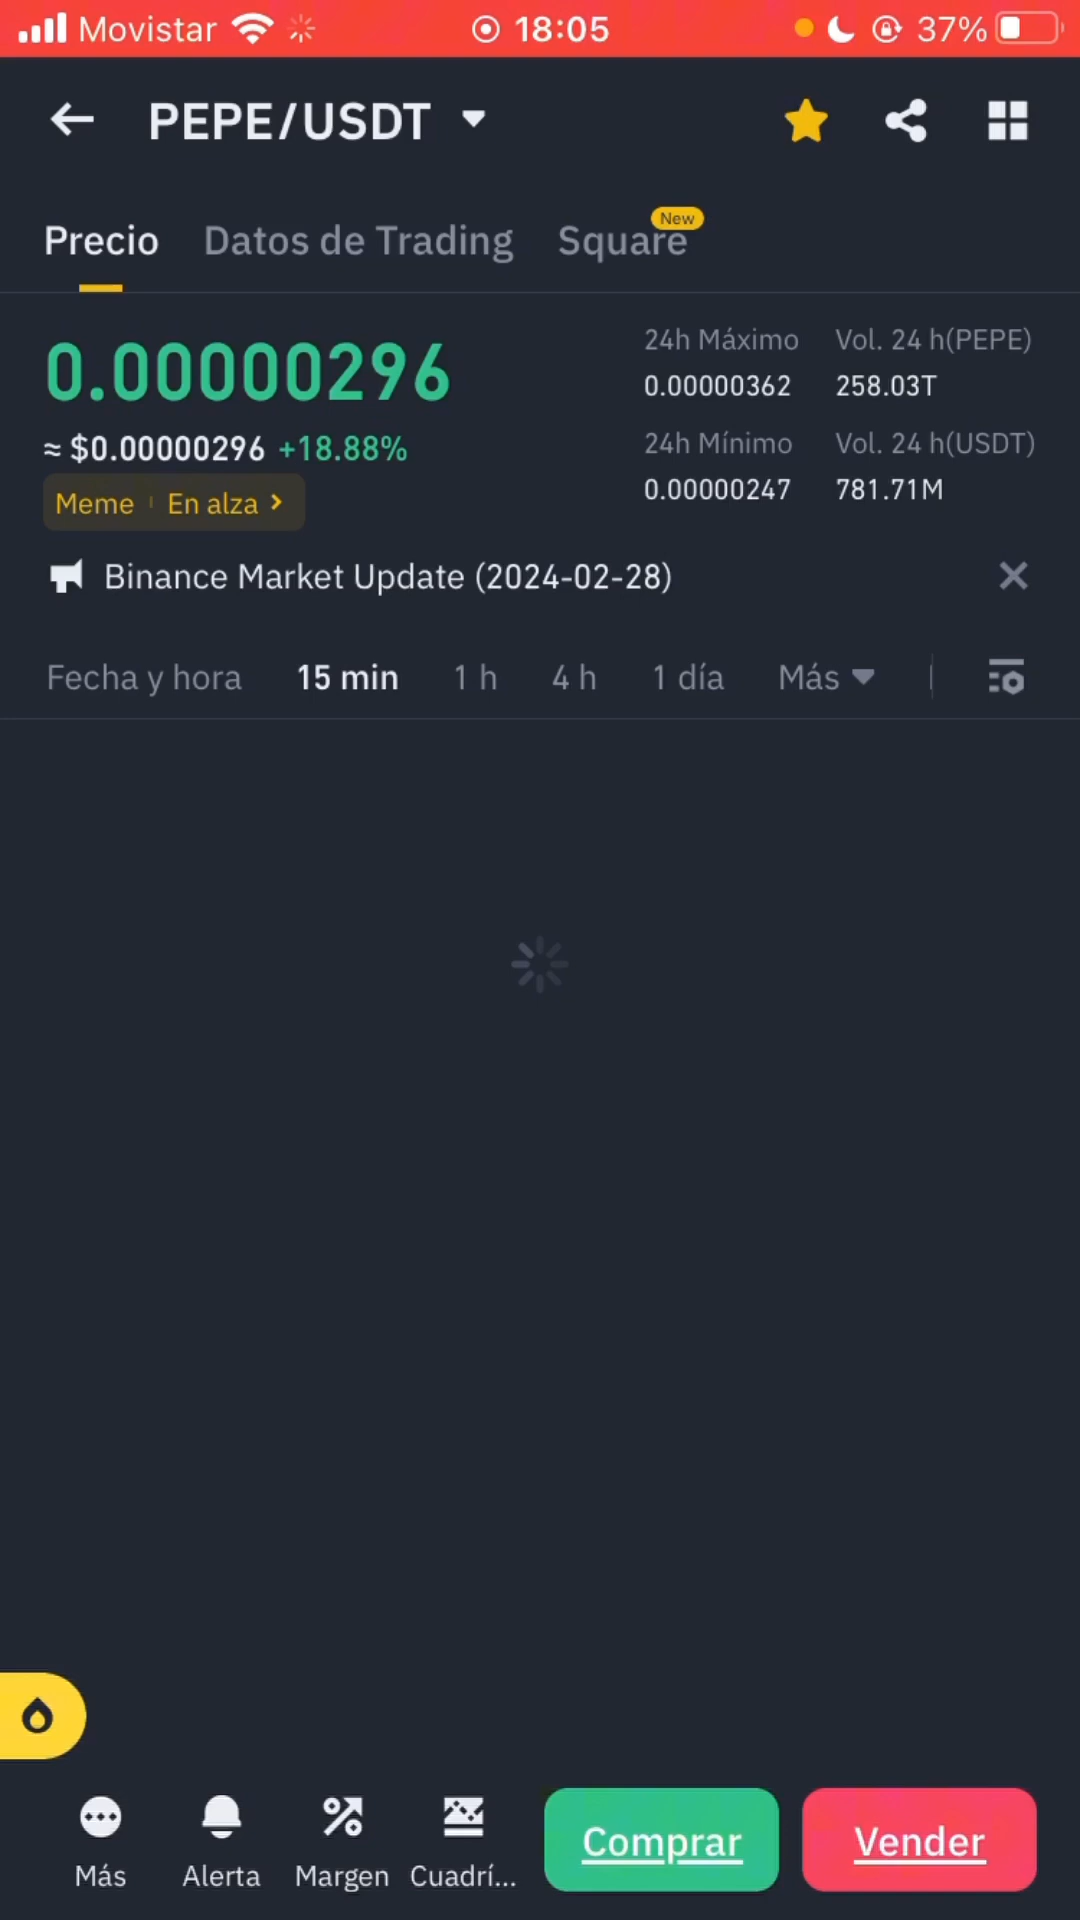 Movistar 18:05 37%
PEPE/USDT
New
Precio Datos de Trading Square
0.00000296
≈ $0.00000296 +18.88%
Meme En alza
24h Máximo Vol. 24 h(PEPE)
0.00000362 258.03T
24h Mínimo Vol. 24 h(USDT)
0.00000247 781.71M
Binance Market Update (2024-02-28)
Fecha y hora 15 min 1 h 4 h 1 día Más
Comprar Vender
Más Alerta Margen Cuadrí...